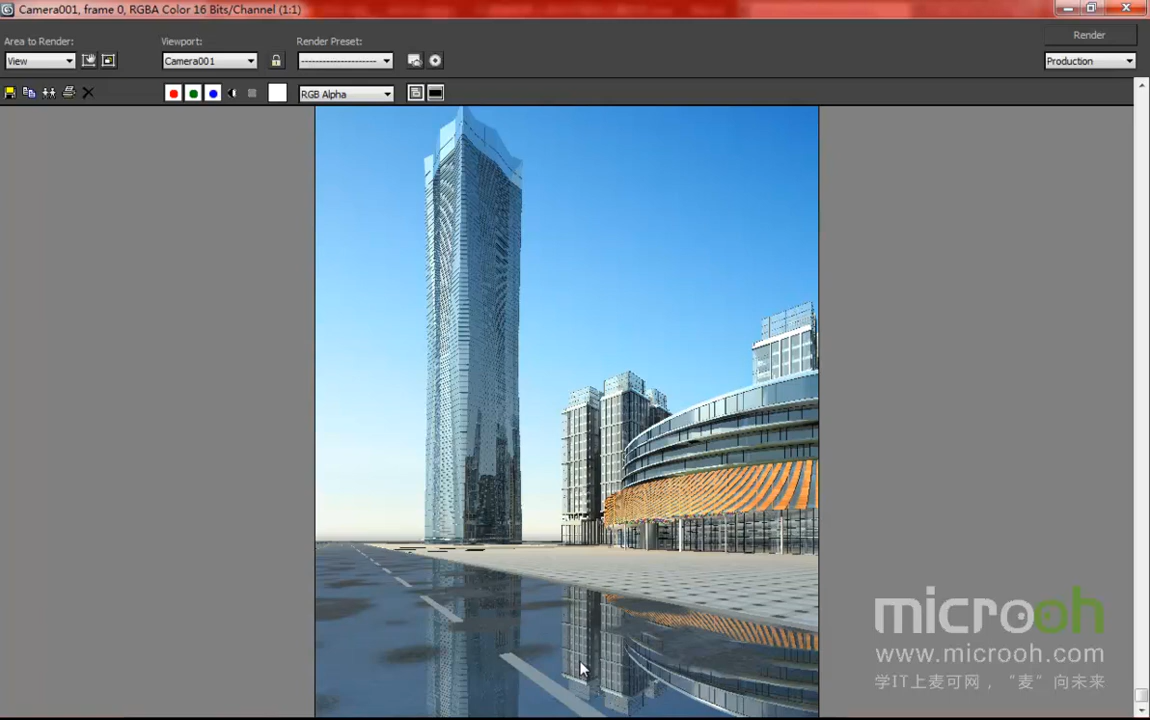 Camera001, frame 0, RGBA Color 16 Bits/Channel (1:1)
Area to Render:
Viewport:
Render Preset:
Render
View
Camera001
--------------------
Production
RGB Alpha
microoh
www.microoh.com
学IT上麦可网，“麦”向未来